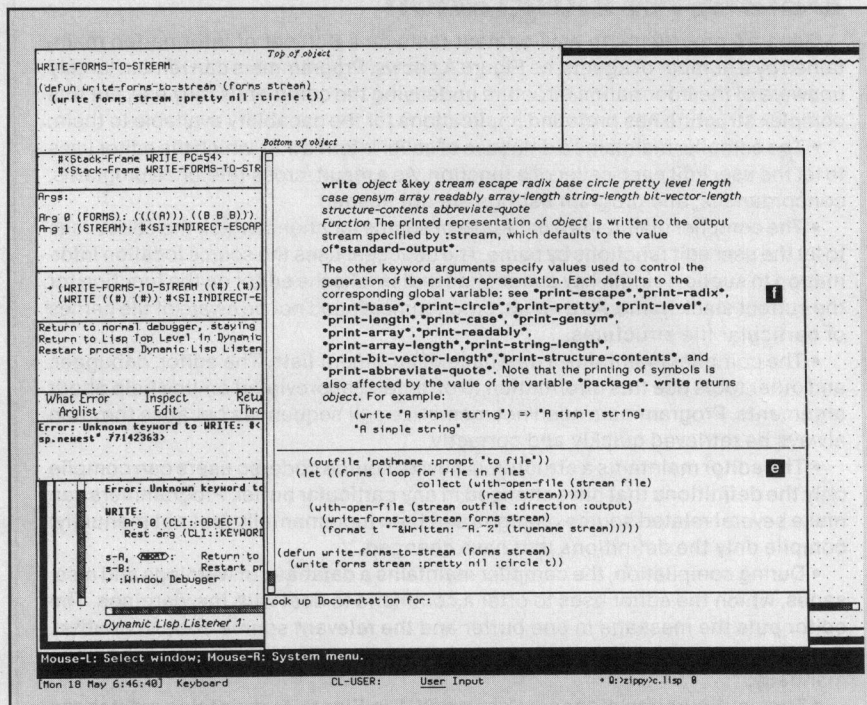 Top of object
WRITE-FORMS-TO-STREAM
(defun write-forms-to-stream (forms stream)
(write forms stream :pretty nil :circle t))
Bottom of object
#<Stack-Frame WRITE PC=54>
#<Stack-Frame WRITE-FORMS-TO-STR
Args:
Arg 0 (FORMS): ((((A))) ((B B B)))
Arg 1 (STREAM): #<SI:INDIRECT-ESCAP
→ (WRITE-FORMS-TO-STREAM ((#) (#))
(WRITE ((#) (#)) #<SI:INDIRECT-E
Return to normal debugger, staying
Return to Lisp Top Level in Dynamic
Restart process Dynamic Lisp Listen
What Error Inspect Retu
Arglist Edit Thro
Error: Unknown keyword to WRITE: #<
sp.newest" 77142363>
Error: Unknown keyword to
WRITE:
Arg 0 (CLI::OBJECT): (
Rest arg (CLI::KEYWORD
s-A, Return to
s-B: Restart pr
:Window Debugger
Dynamic Lisp Listener 1
write object &key stream escape radix base circle pretty level length
case gensym array readably array-length string-length bit-vector-length
structure-contents abbreviate-quote
Function The printed representation of object is written to the output
stream specified by :stream, which defaults to the value
of*standard-output*.
The other keyword arguments specify values used to control the
generation of the printed representation. Each defaults to the
corresponding global variable: see *print-escape*,*print-radix*,
*print-base*, *print-circle*, *print-pretty*, *print-level*,
*print-length*, *print-case*, *print-gensym*,
*print-array*,*print-readably*,
*print-array-length*,*print-string-length*,
*print-bit-vector-length*,*print-structure-contents*, and
*print-abbreviate-quote*. Note that the printing of symbols is
also affected by the value of the variable *package*. write returns
object. For example:
(write "A simple string") => "A simple string"
"A simple string"
f
(outfile 'pathname :prompt "to file"))
(let ((forms (loop for file in files
collect (with-open-file (stream file)
(read stream)))))
(with-open-file (stream outfile :direction :output)
(write-forms-to-stream forms stream)
(format t "~&Written: ~A.~2%" (truename stream)))))
(defun write-forms-to-stream (forms stream)
(write forms stream :pretty nil :circle t))
e
Look up Documentation for:
Mouse-L: Select window; Mouse-R: System menu.
[Mon 18 May 6:46:40] Keyboard CL-USER: User Input * Q:>zippy>c.lisp 0